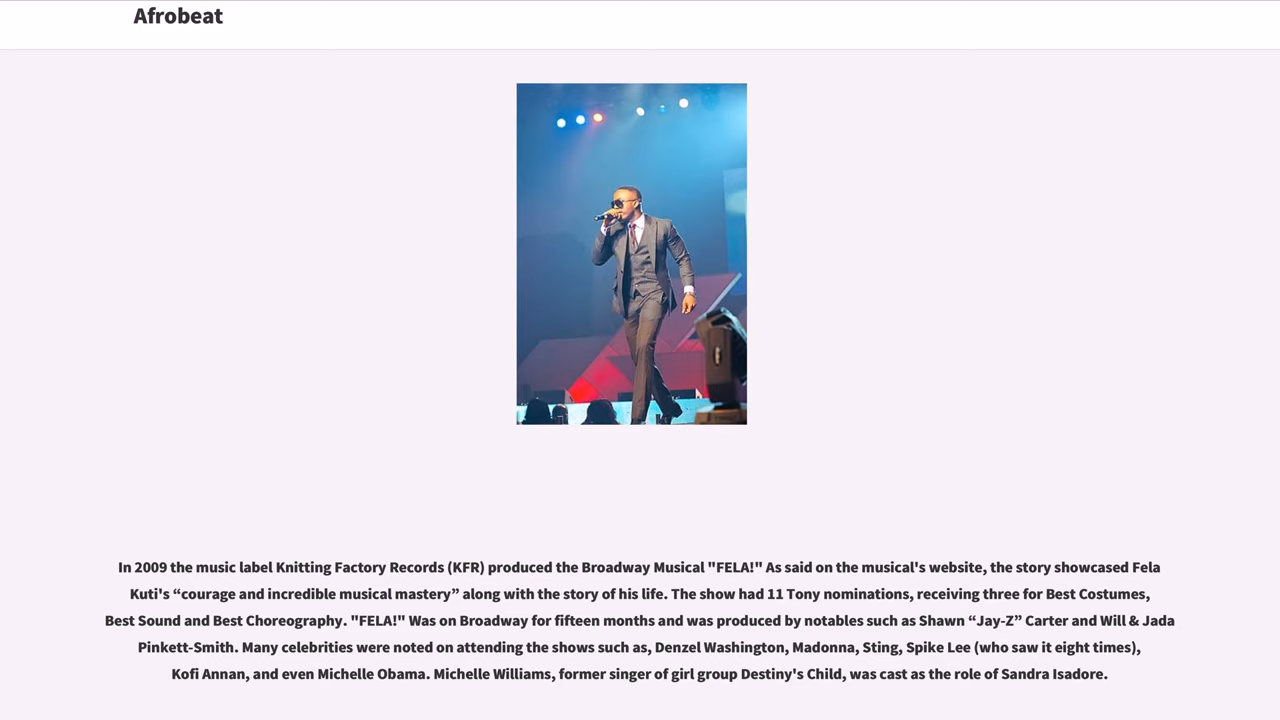 Afrobeat
In 2009 the music label Knitting Factory Records (KFR) produced the Broadway Musical "FELA!" As said on the musical's website, the story showcased Fela
Kuti's “courage and incredible musical mastery” along with the story of his life. The show had 11 Tony nominations, receiving three for Best Costumes,
Best Sound and Best Choreography. "FELA!" Was on Broadway for fifteen months and was produced by notables such as Shawn “Jay-Z” Carter and Will & Jada
Pinkett-Smith. Many celebrities were noted on attending the shows such as, Denzel Washington, Madonna, Sting, Spike Lee (who saw it eight times),
Kofi Annan, and even Michelle Obama. Michelle Williams, former singer of girl group Destiny's Child, was cast as the role of Sandra Isadore.